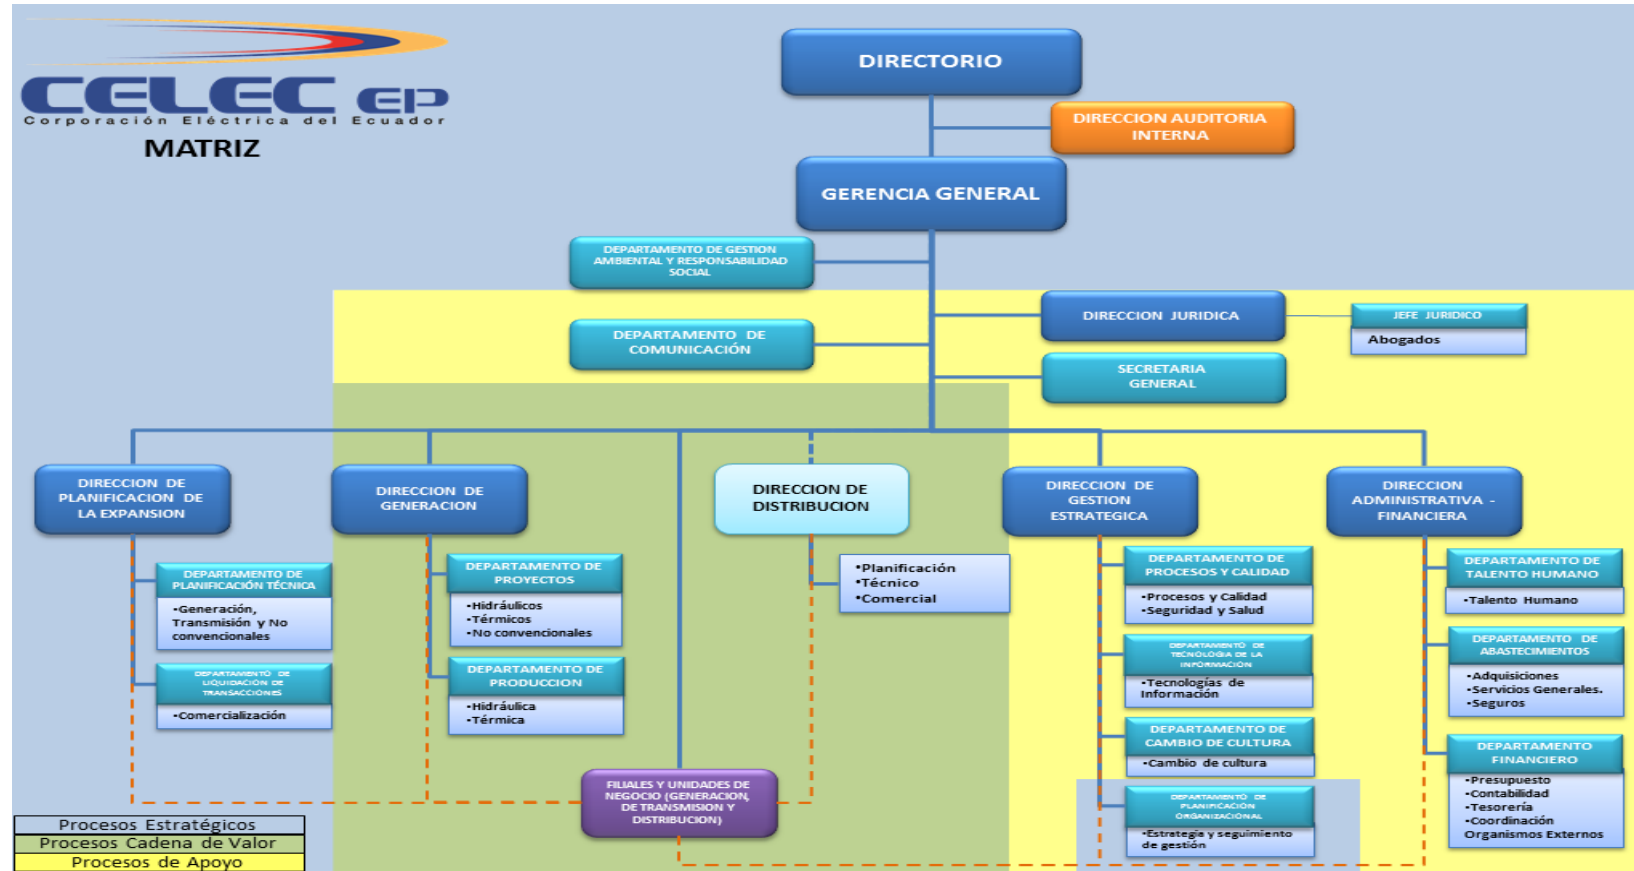 CELEC EP
Corporación Eléctrica del Ecuador
MATRIZ
DIRECTORIO
DIRECCION AUDITORIA
INTERNA
GERENCIA GENERAL
DEPARTAMENTO DE GESTION
AMBIENTAL Y RESPONSABILIDAD
SOCIAL
DIRECCION JURIDICA
JEFE JURIDICO
Abogados
DEPARTAMENTO DE
COMUNICACIÓN
SECRETARIA
GENERAL
DIRECCION DE
PLANIFICACION DE
LA EXPANSION
DEPARTAMENTO DE
PLANIFICACIÓN TÉCNICA
•Generación,
Transmisión y No
convencionales
DEPARTAMENTO DE
LIQUIDACIÓN DE
TRANSACCIONES
•Comercialización
DIRECCION DE
GENERACION
DEPARTAMENTO DE
PROYECTOS
•Hidráulicos
•Térmicos
•No convencionales
DEPARTAMENTO DE
PRODUCCION
•Hidráulica
•Térmica
DIRECCION DE
DISTRIBUCION
•Planificación
•Técnico
•Comercial
FILIALES Y UNIDADES DE
NEGOCIO (GENERACION,
DE TRANSMISION Y
DISTRIBUCION)
DIRECCION DE
GESTION
ESTRATEGICA
DEPARTAMENTO DE
PROCESOS Y CALIDAD
•Procesos y Calidad
•Seguridad y Salud
DEPARTAMENTO DE
TECNOLOGIA DE LA
INFORMACIÓN
•Tecnologías de
Información
DEPARTAMENTO DE
CAMBIO DE CULTURA
•Cambio de cultura
DEPARTAMENTO DE
PLANIFICACIÓN
ORGANIZACIONAL
•Estrategia y seguimiento
de gestión
DIRECCION
ADMINISTRATIVA -
FINANCIERA
DEPARTAMENTO DE
TALENTO HUMANO
•Talento Humano
DEPARTAMENTO DE
ABASTECIMIENTOS
•Adquisiciones
•Servicios Generales.
•Seguros
DEPARTAMENTO
FINANCIERO
•Presupuesto
•Contabilidad
•Tesorería
•Coordinación
Organismos Externos
Procesos Estratégicos
Procesos Cadena de Valor
Procesos de Apoyo